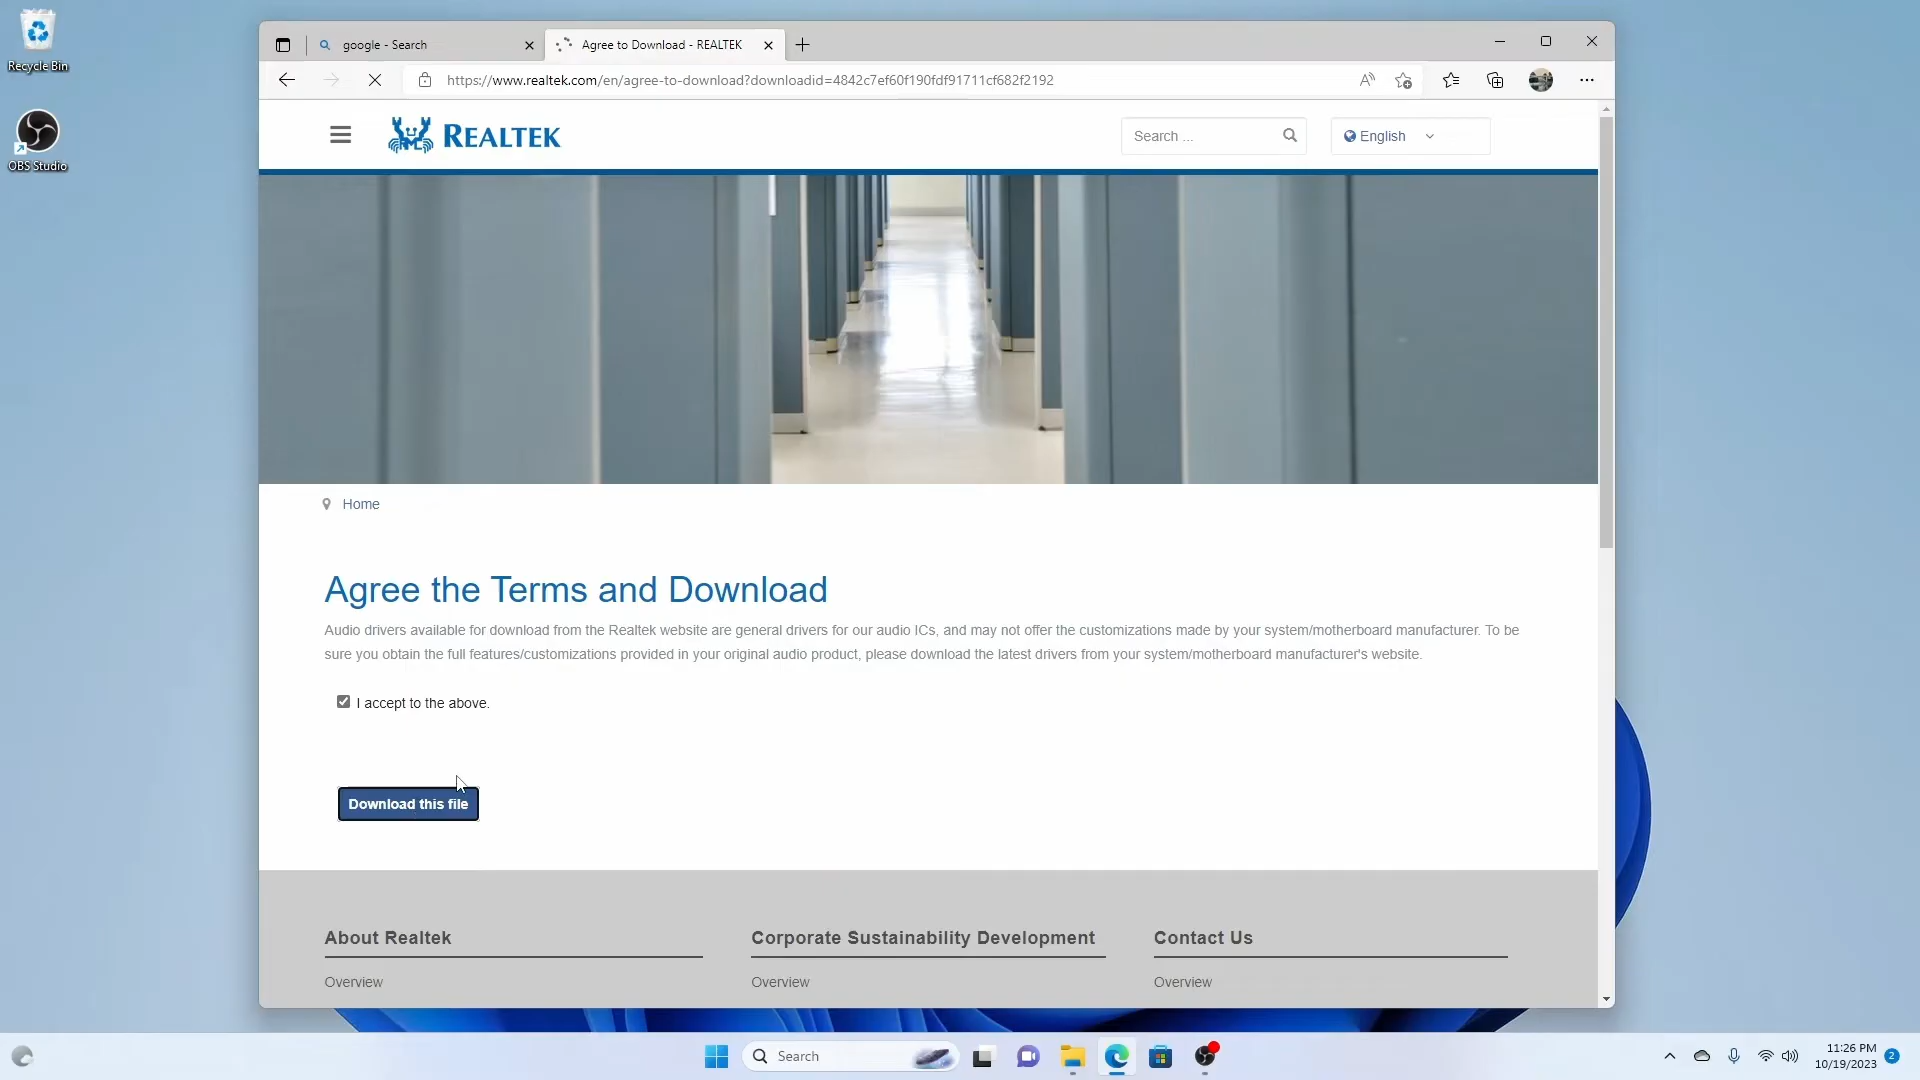 Recycle Bin
OBS Studio
google - Search
Agree to Download - REALTEK
https://www.realtek.com/en/agree-to-download?downloadid=4842c7ef60f190fdf91711cf682f2192
REALTEK
Search ...
English
Home
Agree the Terms and Download
Audio drivers available for download from the Realtek website are general drivers for our audio ICs, and may not offer the customizations made by your system/motherboard manufacturer. To be
sure you obtain the full features/customizations provided in your original audio product, please download the latest drivers from your system/motherboard manufacturer's website.
I accept to the above.
Download this file
About Realtek
Corporate Sustainability Development
Contact Us
Overview
Overview
Overview
Search
11:26 PM
10/19/2023
2